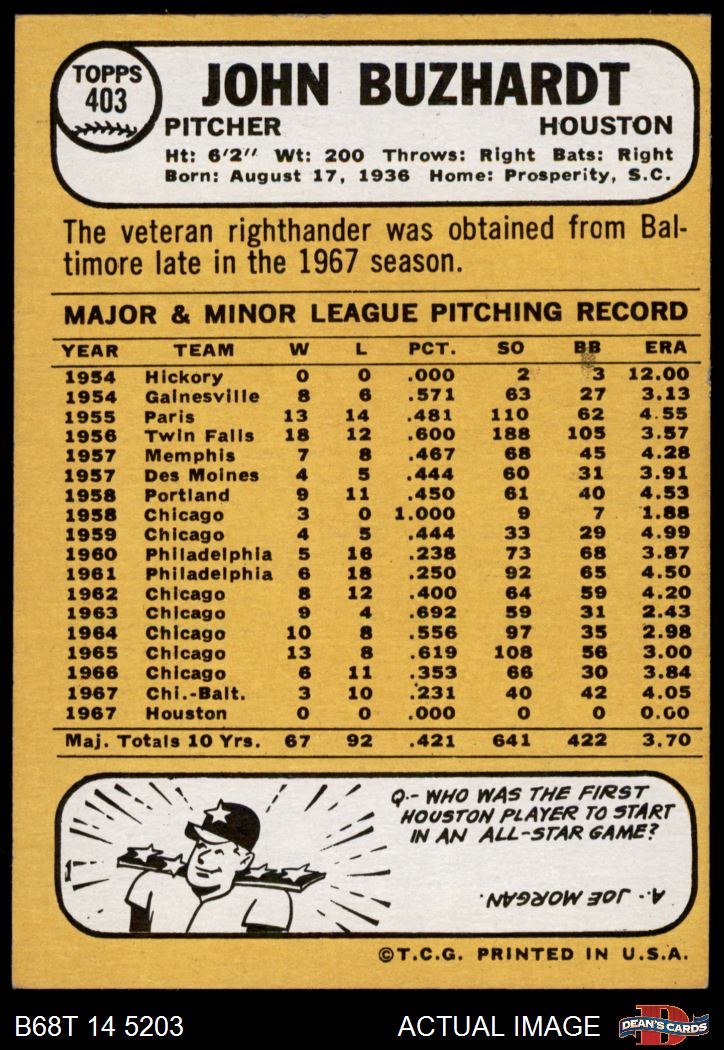 TOPPS
403
JOHN BUZHARDT
PITCHER HOUSTON
Ht: 6'2" Wt: 200 Throws: Right Bats: Right
Born: August 17, 1936 Home: Prosperity, S.C.
The veteran righthander was obtained from Bal-
timore late in the 1967 season.
MAJOR & MINOR LEAGUE PITCHING RECORD
YEAR TEAM W L PCT. SO BB ERA
1954 Hickory 0 0 .000 2 3 12.00
1954 Gainesville 8 6 .571 63 27 3.13
1955 Paris 13 14 .481 110 62 4.55
1956 Twin Falls 18 12 .600 188 105 3.57
1957 Memphis 7 8 .467 68 45 4.28
1957 Des Moines 4 5 .444 60 31 3.91
1958 Portland 9 11 .450 61 40 4.53
1958 Chicago 3 0 1.000 9 7 1.88
1959 Chicago 4 5 .444 33 29 4.99
1960 Philadelphia 5 16 .238 73 68 3.87
1961 Philadelphia 6 18 .250 92 65 4.50
1962 Chicago 8 12 .400 64 59 4.20
1963 Chicago 9 4 .692 59 31 2.43
1964 Chicago 10 8 .556 97 35 2.98
1965 Chicago 13 8 .619 108 56 3.00
1966 Chicago 6 11 .353 66 30 3.84
1967 Chi.-Balt. 3 10 .231 40 42 4.05
1967 Houston 0 0 .000 0 0 0.00
Maj. Totals 10 Yrs. 67 92 .421 641 422 3.70
Q.- WHO WAS THE FIRST
HOUSTON PLAYER TO START
IN AN ALL-STAR GAME?
A.- JOE MORGAN.
©T.C.G. PRINTED IN U.S.A.
B68T 14 5203 ACTUAL IMAGE
D
DEAN'S CARDS